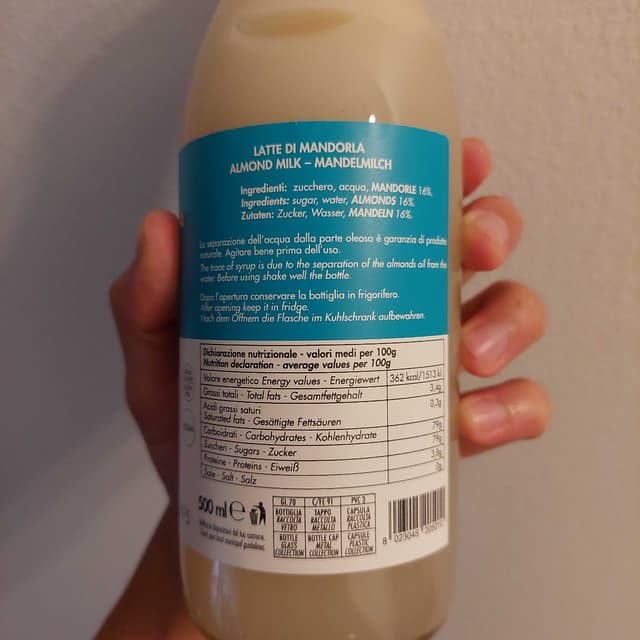 LATTE DI MANDORLA
ALMOND MILK – MANDELMILCH
Ingredienti: zucchero, acqua, MANDORLE 16%.
Ingredients: sugar, water, ALMONDS 16%.
Zutaten: Zucker, Wasser, MANDELN 16%.
La separazione dell'acqua dalla parte oleosa è garanzia di prodotto
naturale. Agitare bene prima dell'uso.
The trace of syrup is due to the separation of the almonds oil from their
water. Before using shake well the bottle.
Dopo l'apertura conservare la bottiglia in frigorifero.
After opening keep it in fridge.
Nach dem Öffnem die Flasche im Kuhlschrank aufbewahren.
Dichiarazione nutrizionale - valori medi per 100g
Nutrition declaration - average values per 100g
Valore energetico Energy values - Energiewert 362 kcal/1513 kJ
Grassi totali - Total fats - Gesamtfettgehalt 3,4g
Acidi grassi saturi
Saturated fats - Gesättigte Fettsäuren 0,3g
Carboidrati - Carbohydrates - Kohlenhydrate 79g
Zuccheri - Sugars - Zucker 79g
Proteine - Proteins - Eiweiß 3,8g
Sale - Salt - Salz 0g
500 ml e
GL 70 C/FE 91 PVC 3
BOTTIGLIA TAPPO CAPSULA
RACCOLTA RACCOLTA RACCOLTA
VETRO METALLO PLASTICA
BOTTLE BOTTLE CAP CAPSULE
GLASS METAL PLASTIC
COLLECTION COLLECTION COLLECTION
8 023045